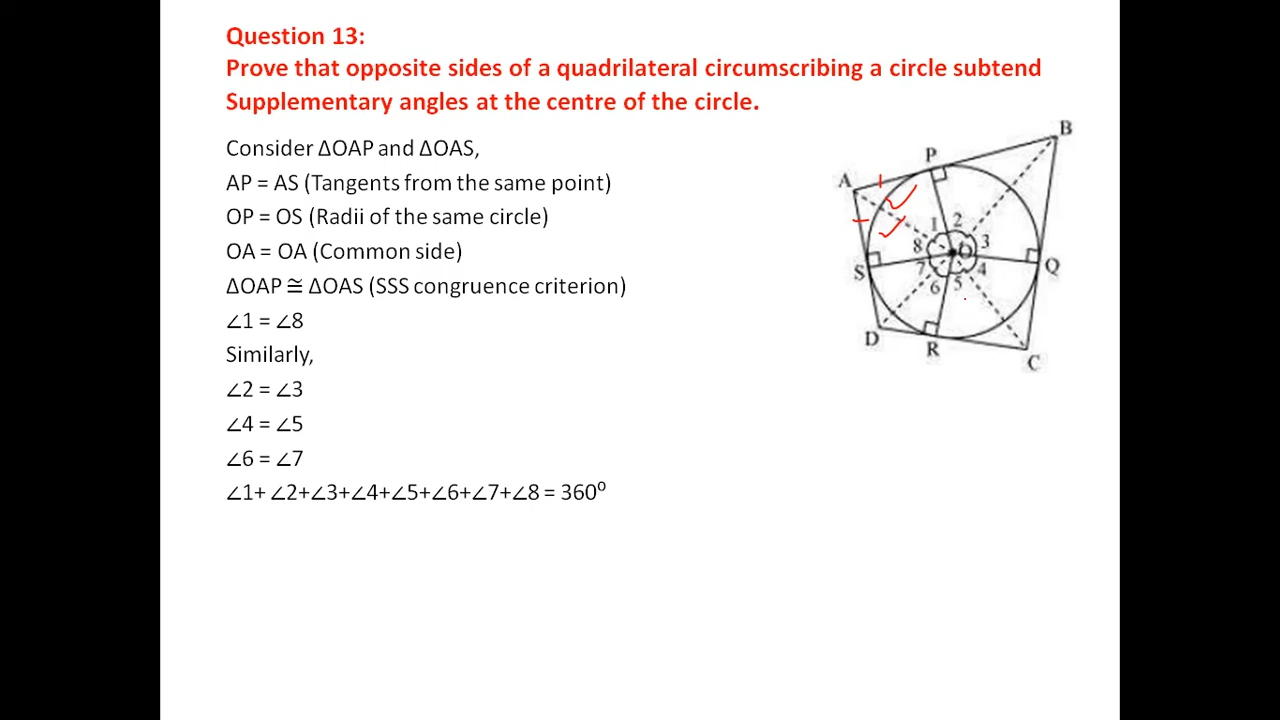 Question 13:
Prove that opposite sides of a quadrilateral circumscribing a circle subtend
Supplementary angles at the centre of the circle.
Consider ΔOAP and ΔOAS,
AP = AS (Tangents from the same point)
OP = OS (Radii of the same circle)
OA = OA (Common side)
ΔOAP ≅ ΔOAS (SSS congruence criterion)
∠1 = ∠8
Similarly,
∠2 = ∠3
∠4 = ∠5
∠6 = ∠7
∠1+ ∠2+∠3+∠4+∠5+∠6+∠7+∠8 = 360⁰
B
P
A
1 2
8 O 3
S 7 4 Q
6 5
D
R
C